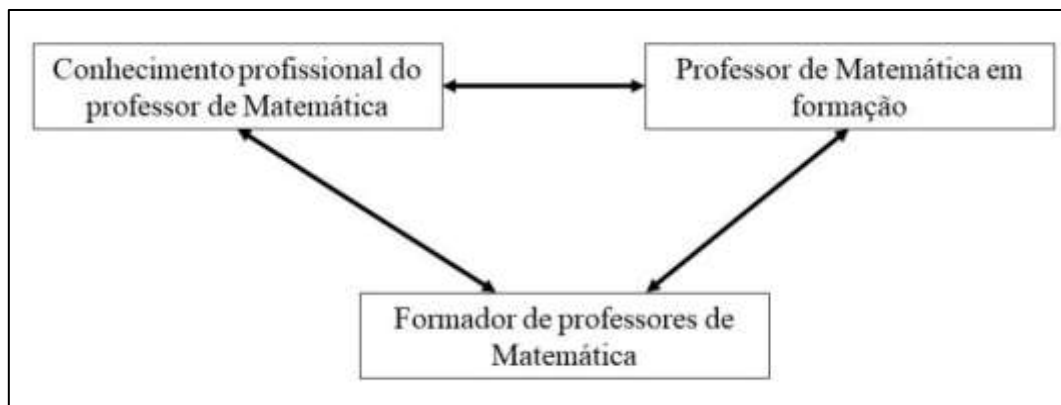 Conhecimento profissional do
professor de Matemática
Professor de Matemática em
formação
Formador de professores de
Matemática